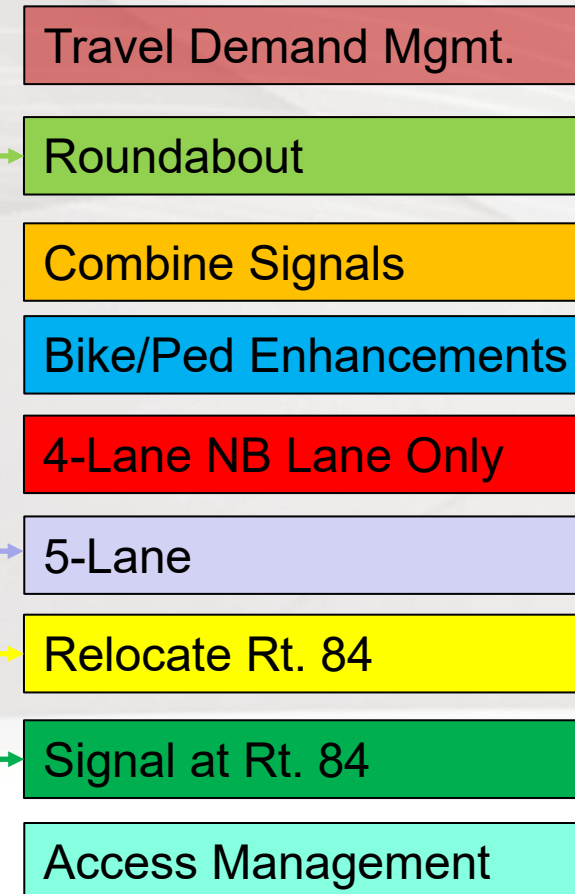 Travel Demand Mgmt.
Roundabout
Combine Signals
Bike/Ped Enhancements
4-Lane NB Lane Only
5-Lane
Relocate Rt. 84
Signal at Rt. 84
Access Management